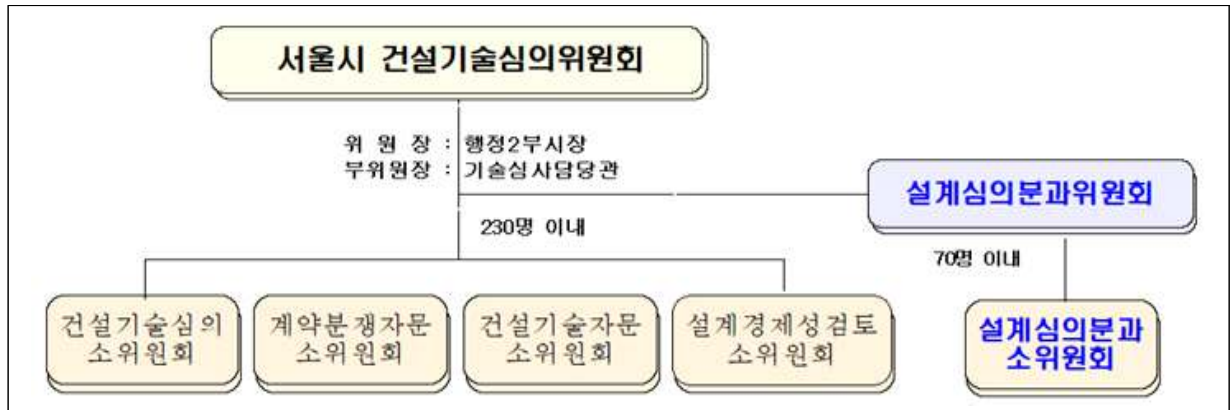 서울시 건설기술심의위원회
위 원 장 : 행정2부시장
부위원장 : 기술심사담당관
설계심의분과위원회
230명 이내
70명 이내
건설기술심의
소위원회
계약분쟁자문
소위원회
건설기술자문
소위원회
설계경제성검토
소위원회
설계심의분과
소위원회